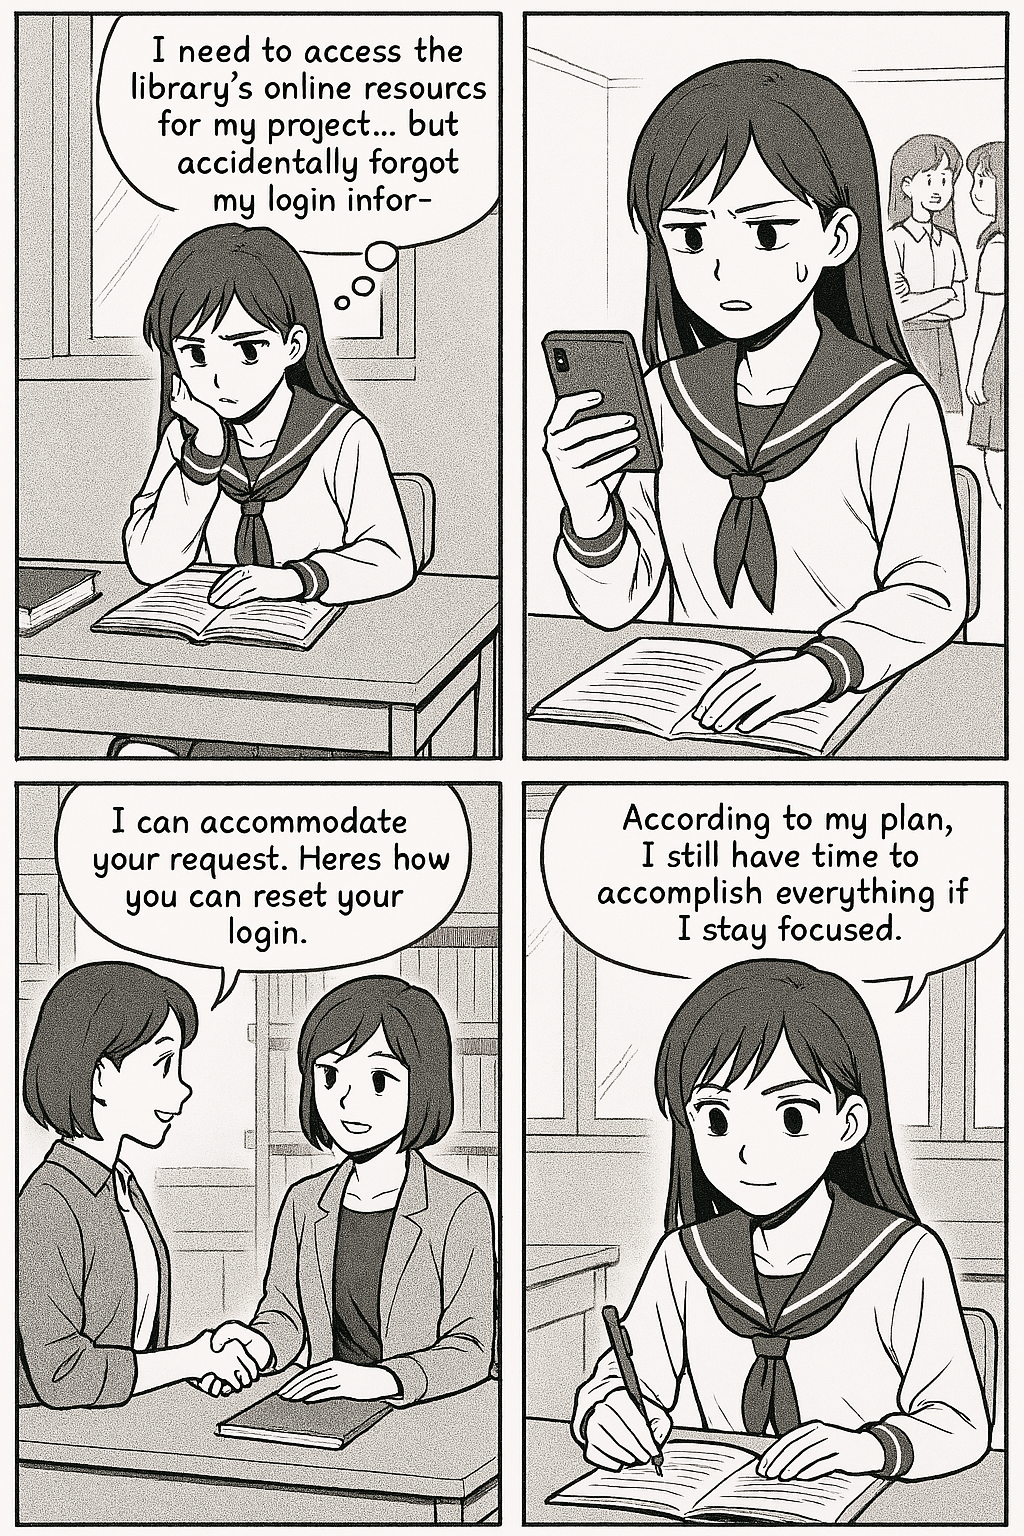 I need to access the
library's online resourcs
for my project... but
accidentally forgot
my login infor-
I can accommodate
your request. Heres how
you can reset your
login.
According to my plan,
I still have time to
accomplish everything if
I stay focused.